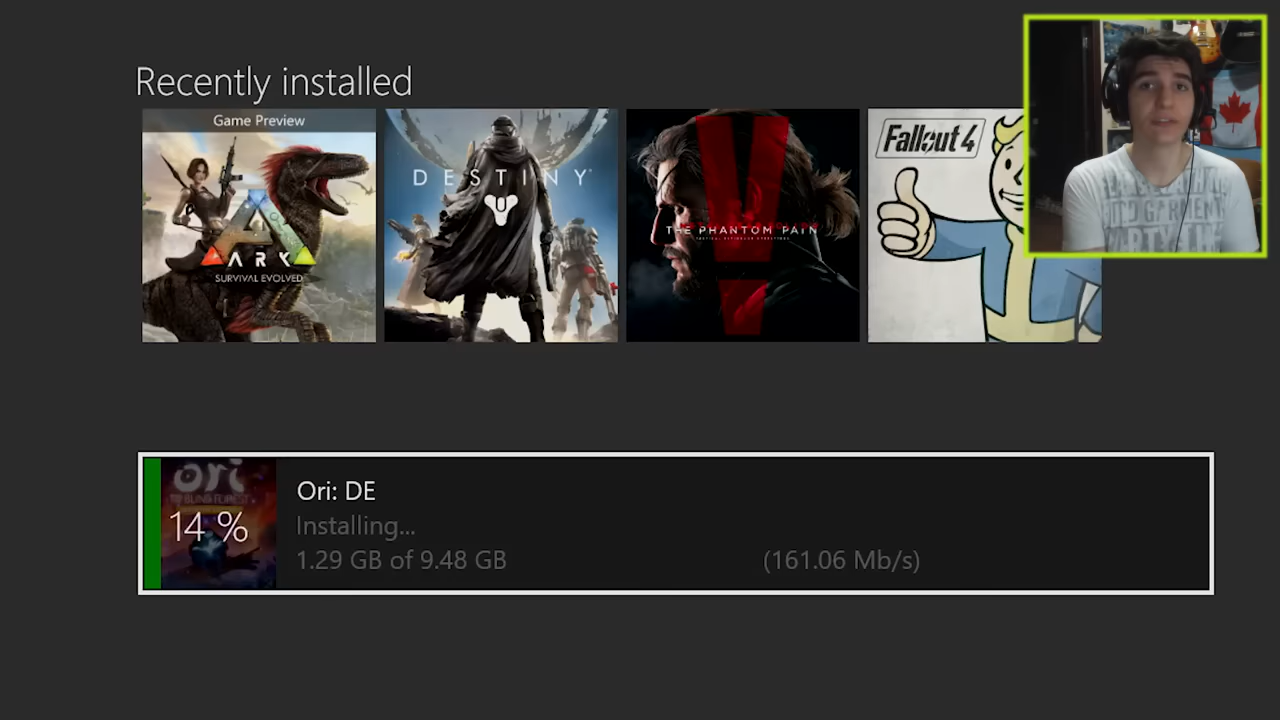 Recently installed
Game Preview
ARK
SURVIVAL EVOLVED
DESTINY
THE PHANTOM PAIN
Fallout 4
ori
14 %
Ori: DE
Installing...
1.29 GB of 9.48 GB
(161.06 Mb/s)